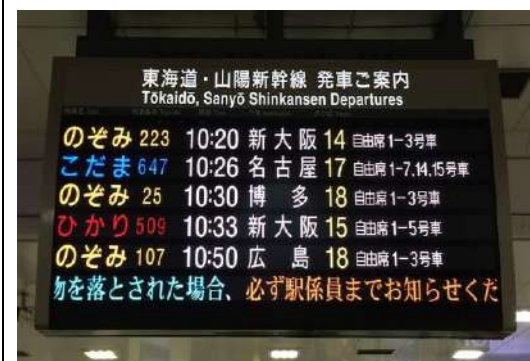 東海道・山陽新幹線 発車ご案内
Tōkaidō, Sanyō Shinkansen Departures
のぞみ 223 10:20 新大阪 14 自由席1-3号車
こだま 647 10:26 名古屋 17 自由席1-7.14.15号車
のぞみ 25 10:30 博多 18 自由席1-3号車
ひかり 509 10:33 新大阪 15 自由席1-5号車
のぞみ 107 10:50 広島 18 自由席1-3号車
物を落とされた場合、必ず駅係員までお知らせくだ